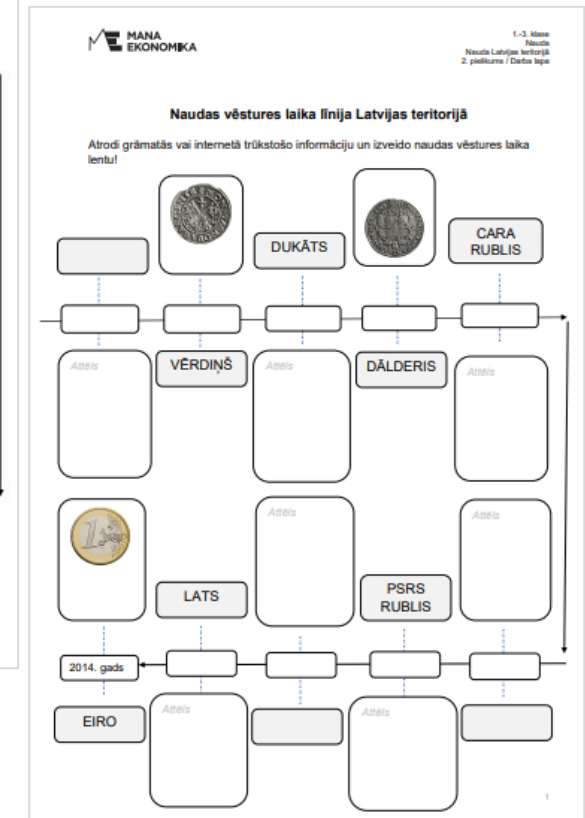 MANA
EKONOMIKA
1.-3. klase
Nauda
Nauda Latvijas teritorijā
2. pielikums / Darba lapa
Naudas vēstures laika līnija Latvijas teritorijā
Atrodi grāmatās vai internetā trūkstošo informāciju un izveido naudas vēstures laika
lentu!
DUKĀTS
CARA
RUBLIS
Attēls
VĒRDIŅŠ
Attēls
DĀLDERIS
Attēls
1
Attēls
Attēls
LATS
PSRS
RUBLIS
2014. gads
EIRO
Attēls
Attēls
1